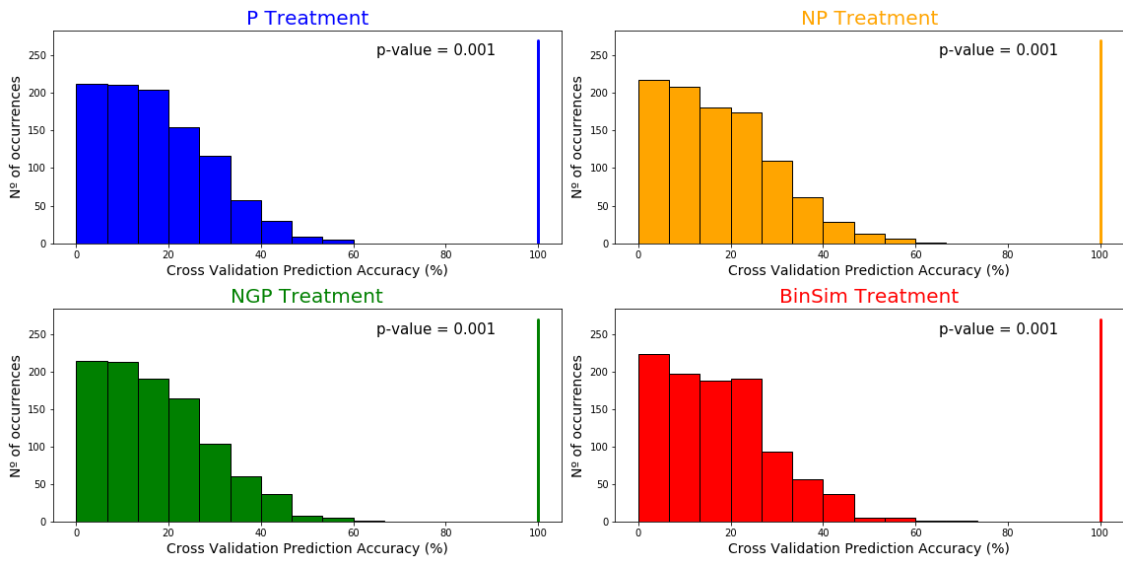 P Treatment
p-value = 0.001
Nº of occurrences
250
200
150
100
50
0
0 20 40 60 80 100
Cross Validation Prediction Accuracy (%)
NP Treatment
p-value = 0.001
Nº of occurrences
250
200
150
100
50
0
0 20 40 60 80 100
Cross Validation Prediction Accuracy (%)
NGP Treatment
p-value = 0.001
Nº of occurrences
250
200
150
100
50
0
0 20 40 60 80 100
Cross Validation Prediction Accuracy (%)
BinSim Treatment
p-value = 0.001
Nº of occurrences
250
200
150
100
50
0
0 20 40 60 80 100
Cross Validation Prediction Accuracy (%)